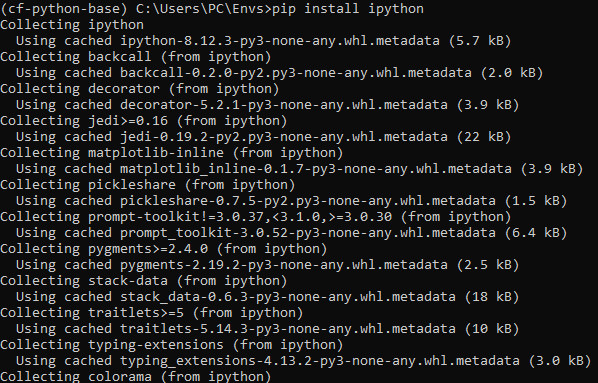 (cf-python-base) C:\Users\PC\Envs>pip install ipython
Collecting ipython
  Using cached ipython-8.12.3-py3-none-any.whl.metadata (5.7 kB)
Collecting backcall (from ipython)
  Using cached backcall-0.2.0-py2.py3-none-any.whl.metadata (2.0 kB)
Collecting decorator (from ipython)
  Using cached decorator-5.2.1-py3-none-any.whl.metadata (3.9 kB)
Collecting jedi>=0.16 (from ipython)
  Using cached jedi-0.19.2-py2.py3-none-any.whl.metadata (22 kB)
Collecting matplotlib-inline (from ipython)
  Using cached matplotlib_inline-0.1.7-py3-none-any.whl.metadata (3.9 kB)
Collecting pickleshare (from ipython)
  Using cached pickleshare-0.7.5-py2.py3-none-any.whl.metadata (1.5 kB)
Collecting prompt-toolkit!=3.0.37,<3.1.0,>=3.0.30 (from ipython)
  Using cached prompt_toolkit-3.0.52-py3-none-any.whl.metadata (6.4 kB)
Collecting pygments>=2.4.0 (from ipython)
  Using cached pygments-2.19.2-py3-none-any.whl.metadata (2.5 kB)
Collecting stack-data (from ipython)
  Using cached stack_data-0.6.3-py3-none-any.whl.metadata (18 kB)
Collecting traitlets>=5 (from ipython)
  Using cached traitlets-5.14.3-py3-none-any.whl.metadata (10 kB)
Collecting typing-extensions (from ipython)
  Using cached typing_extensions-4.13.2-py3-none-any.whl.metadata (3.0 kB)
Collecting colorama (from ipython)